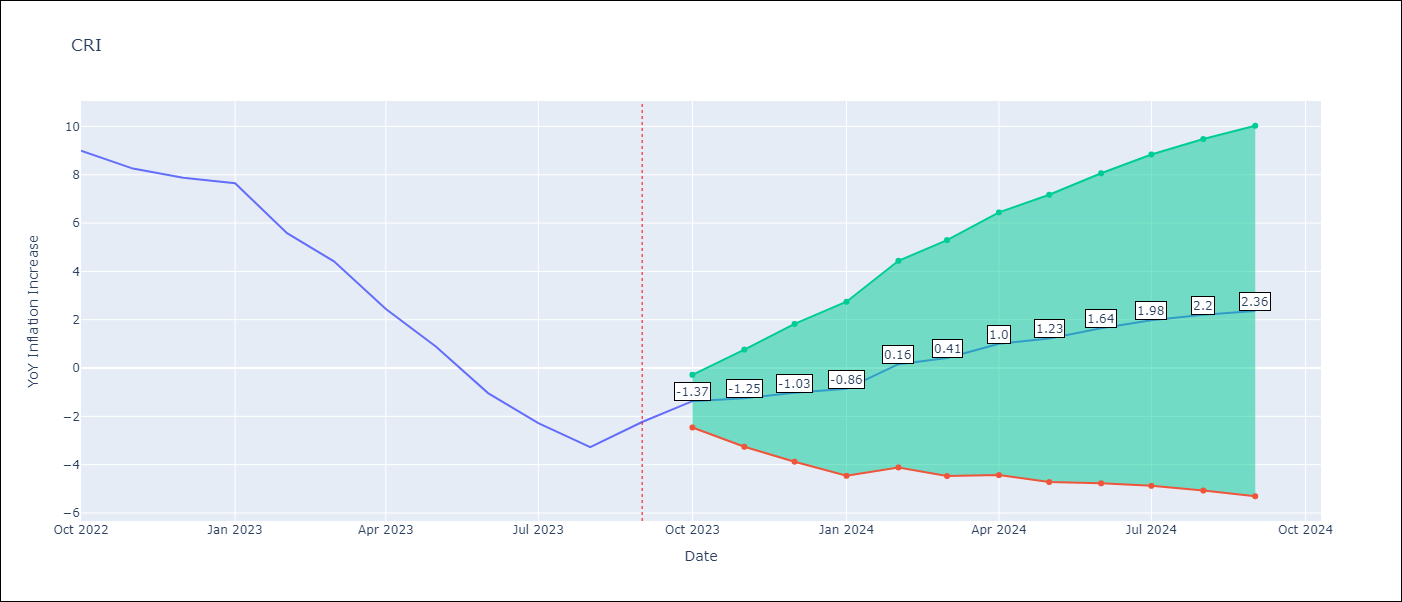 CRI
YoY Inflation Increase
10
8
6
4
2
0
−2
−4
−6
-1.37
-1.25
-1.03
-0.86
0.16
0.41
1.0
1.23
1.64
1.98
2.2
2.36
Oct 2022
Jan 2023
Apr 2023
Jul 2023
Oct 2023
Jan 2024
Apr 2024
Jul 2024
Oct 2024
Date